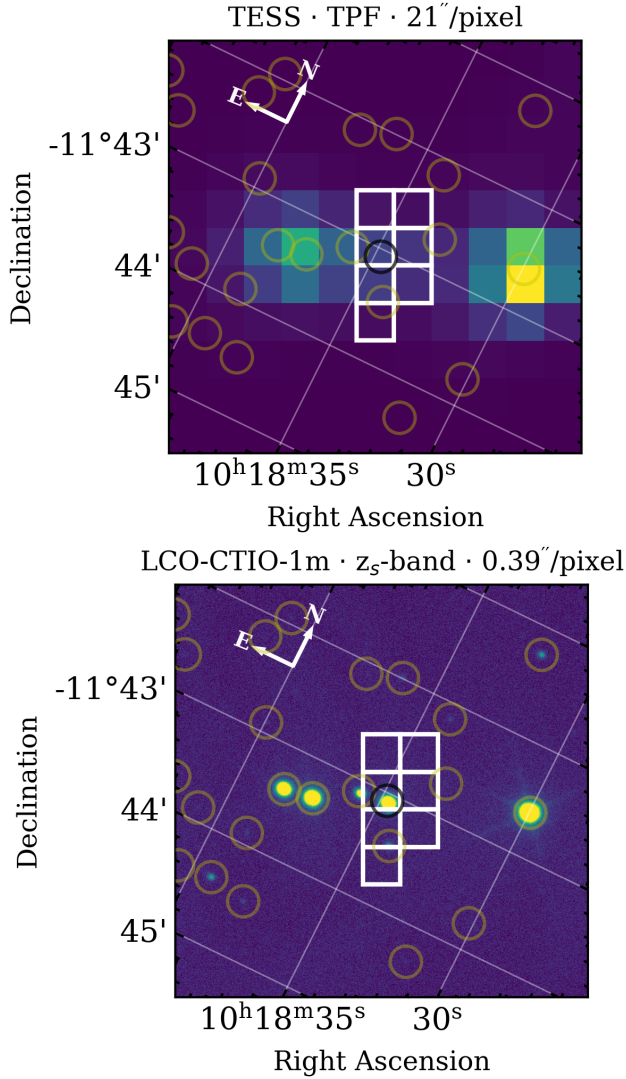 TESS · TPF · 21″/pixel
N
E
-11°43'
44'
45'
Declination
10ʰ18ᵐ35ˢ 30ˢ
Right Ascension
LCO-CTIO-1m · zₛ-band · 0.39″/pixel
N
E
-11°43'
44'
45'
Declination
10ʰ18ᵐ35ˢ 30ˢ
Right Ascension